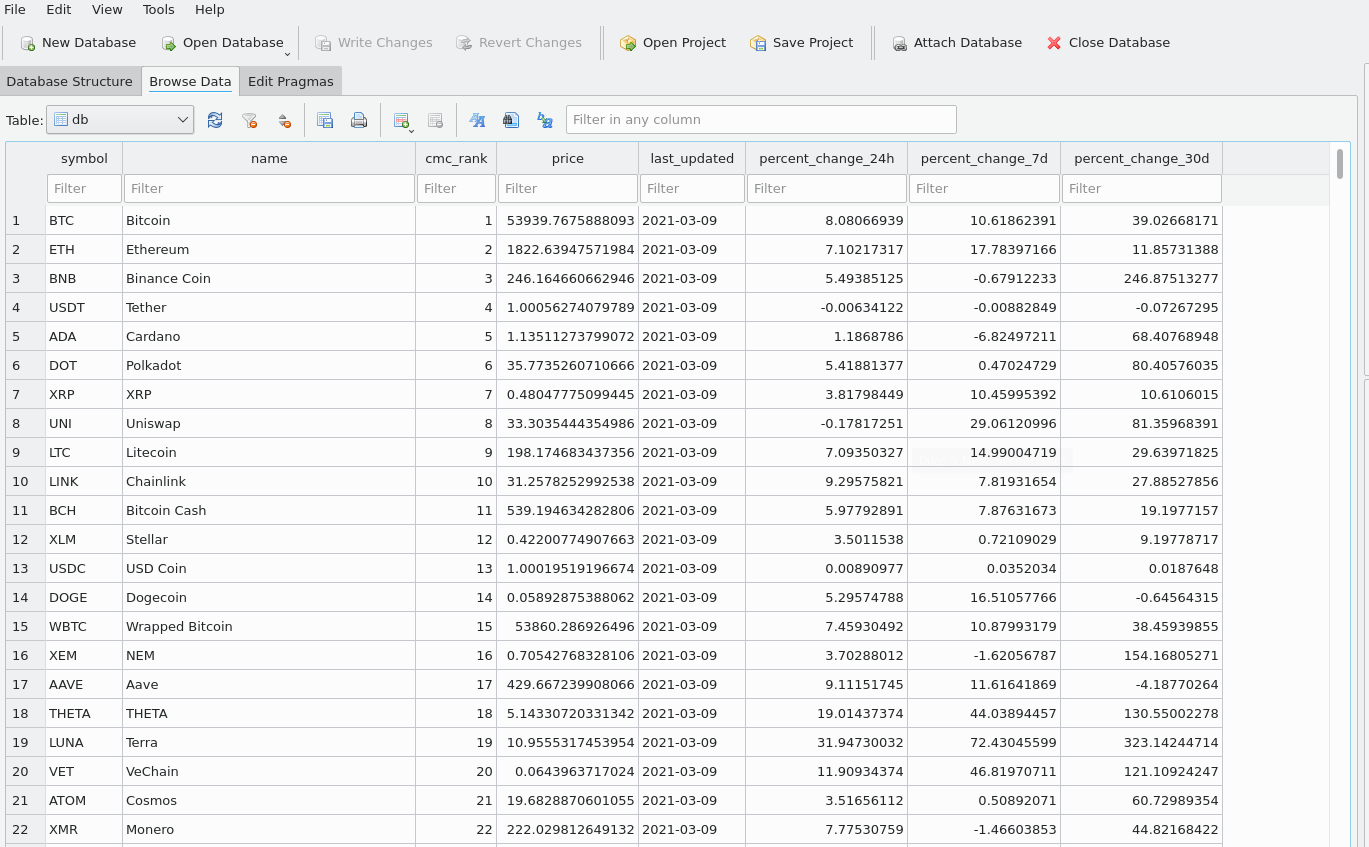 File Edit View Tools Help
New Database Open Database Write Changes Revert Changes Open Project Save Project Attach Database Close Database
Database Structure Browse Data Edit Pragmas
Table: db Filter in any column
symbol name cmc_rank price last_updated percent_change_24h percent_change_7d percent_change_30d
Filter Filter Filter Filter Filter Filter Filter Filter
1 BTC Bitcoin 1 53939.7675888093 2021-03-09 8.08066939 10.61862391 39.02668171
2 ETH Ethereum 2 1822.63947571984 2021-03-09 7.10217317 17.78397166 11.85731388
3 BNB Binance Coin 3 246.164660662946 2021-03-09 5.49385125 -0.67912233 246.87513277
4 USDT Tether 4 1.00056274079789 2021-03-09 -0.00634122 -0.00882849 -0.07267295
5 ADA Cardano 5 1.13511273799072 2021-03-09 1.1868786 -6.82497211 68.40768948
6 DOT Polkadot 6 35.7735260710666 2021-03-09 5.41881377 0.47024729 80.40576035
7 XRP XRP 7 0.48047775099445 2021-03-09 3.81798449 10.45995392 10.6106015
8 UNI Uniswap 8 33.3035444354986 2021-03-09 -0.17817251 29.06120996 81.35968391
9 LTC Litecoin 9 198.174683437356 2021-03-09 7.09350327 14.99004719 29.63971825
10 LINK Chainlink 10 31.2578252992538 2021-03-09 9.29575821 7.81931654 27.88527856
11 BCH Bitcoin Cash 11 539.194634282806 2021-03-09 5.97792891 7.87631673 19.1977157
12 XLM Stellar 12 0.42200774907663 2021-03-09 3.5011538 0.72109029 9.19778717
13 USDC USD Coin 13 1.00019519196674 2021-03-09 0.00890977 0.0352034 0.0187648
14 DOGE Dogecoin 14 0.05892875388062 2021-03-09 5.29574788 16.51057766 -0.64564315
15 WBTC Wrapped Bitcoin 15 53860.286926496 2021-03-09 7.45930492 10.87993179 38.45939855
16 XEM NEM 16 0.70542768328106 2021-03-09 3.70288012 -1.62056787 154.16805271
17 AAVE Aave 17 429.667239908066 2021-03-09 9.11151745 11.61641869 -4.18770264
18 THETA THETA 18 5.14330720331342 2021-03-09 19.01437374 44.03894457 130.55002278
19 LUNA Terra 19 10.9555317453954 2021-03-09 31.94730032 72.43045599 323.14244714
20 VET VeChain 20 0.0643963717024 2021-03-09 11.90934374 46.81970711 121.10924247
21 ATOM Cosmos 21 19.6828870601055 2021-03-09 3.51656112 0.50892071 60.72989354
22 XMR Monero 22 222.029812649132 2021-03-09 7.77530759 -1.46603853 44.82168422